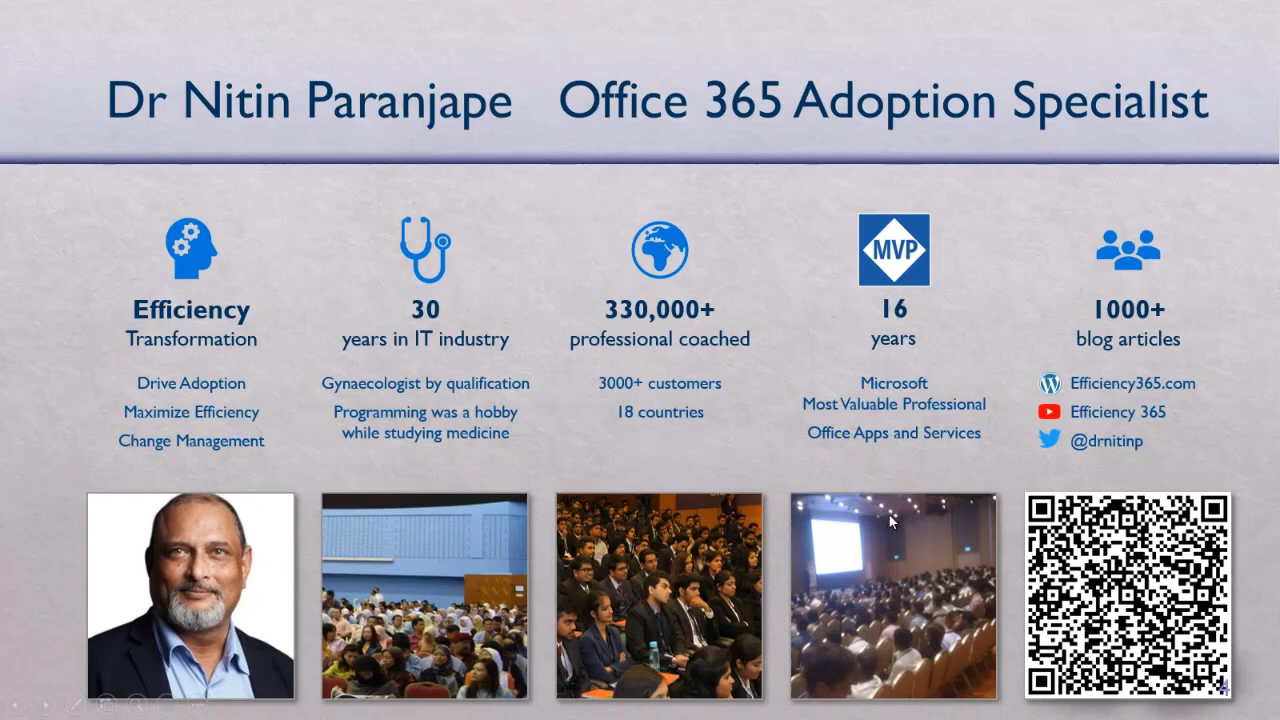 Dr Nitin Paranjape Office 365 Adoption Specialist
Efficiency
Transformation
Drive Adoption
Maximize Efficiency
Change Management
30
years in IT industry
Gynaecologist by qualification
Programming was a hobby
while studying medicine
330,000+
professional coached
3000+ customers
18 countries
MVP
16
years
Microsoft
Most Valuable Professional
Office Apps and Services
1000+
blog articles
Efficiency365.com
Efficiency 365
@drnitinp
4